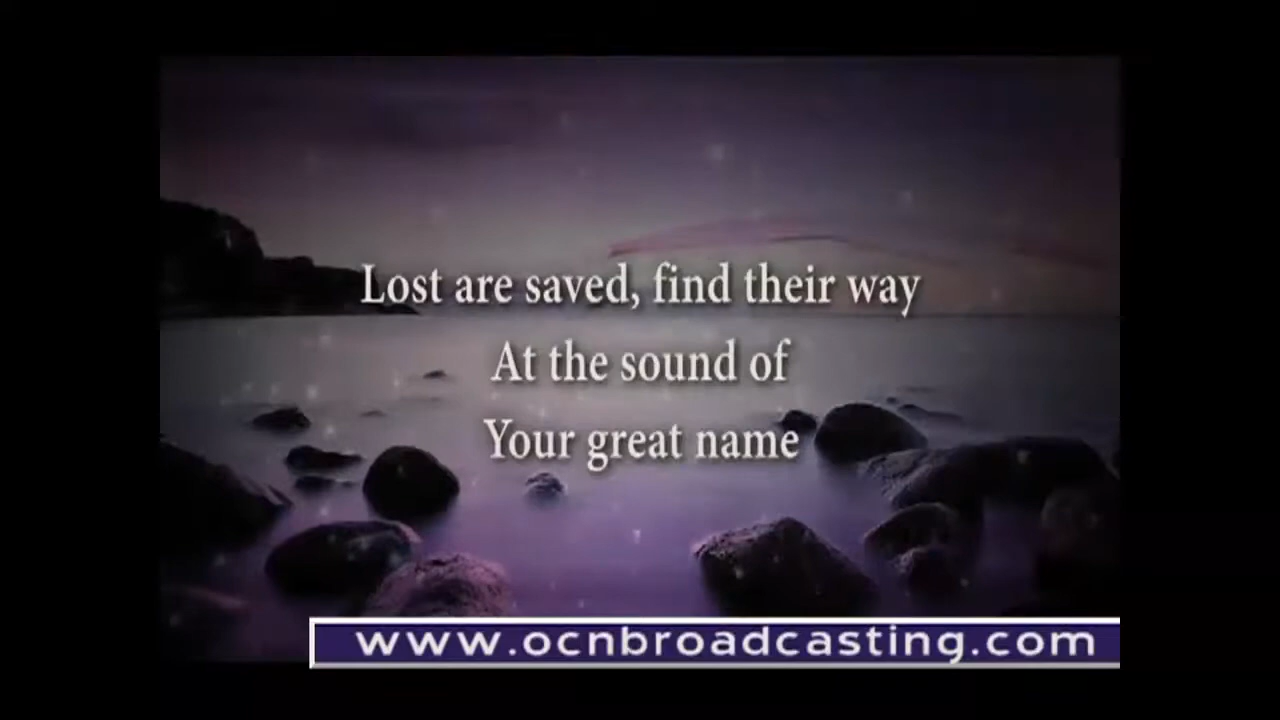 Lost are saved, find their way
At the sound of
Your great name
www.ocnbroadcasting.com